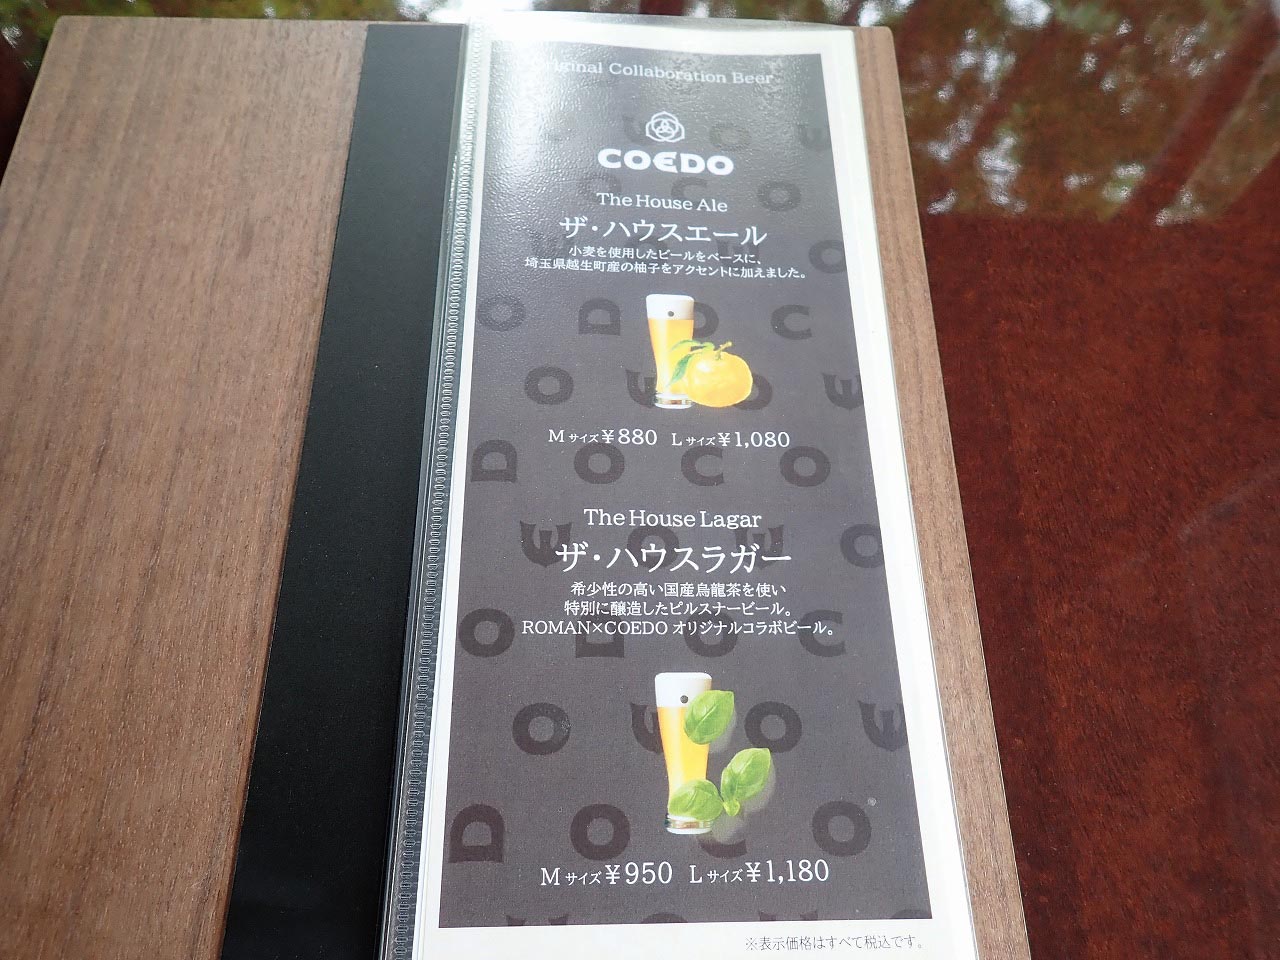 Original Collaboration Beer
COEDO
The House Ale
ザ・ハウスエール
小麦を使用したビールをベースに、
埼玉県越生町産の柚子をアクセントに加えました。
Mサイズ¥880 Lサイズ¥1,080
The House Lagar
ザ・ハウスラガー
希少性の高い国産烏龍茶を使い
特別に醸造したピルスナービール。
ROMAN×COEDO オリジナルコラボビール。
Mサイズ¥950 Lサイズ¥1,180
※表示価格はすべて税込です。